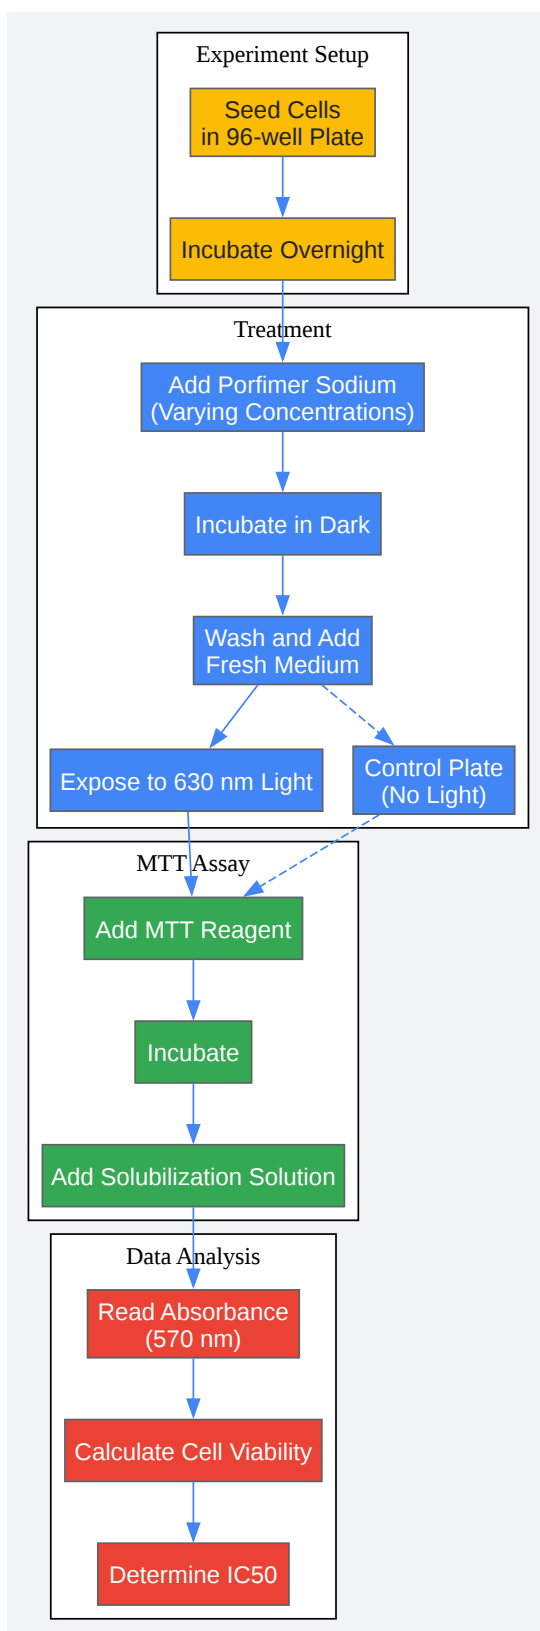 Experiment Setup
Seed Cells
in 96-well Plate
Incubate Overnight
Treatment
Add Porfimer Sodium
(Varying Concentrations)
Incubate in Dark
Wash and Add
Fresh Medium
Expose to 630 nm Light
Control Plate
(No Light)
MTT Assay
Add MTT Reagent
Incubate
Add Solubilization Solution
Data Analysis
Read Absorbance
(570 nm)
Calculate Cell Viability
Determine IC50